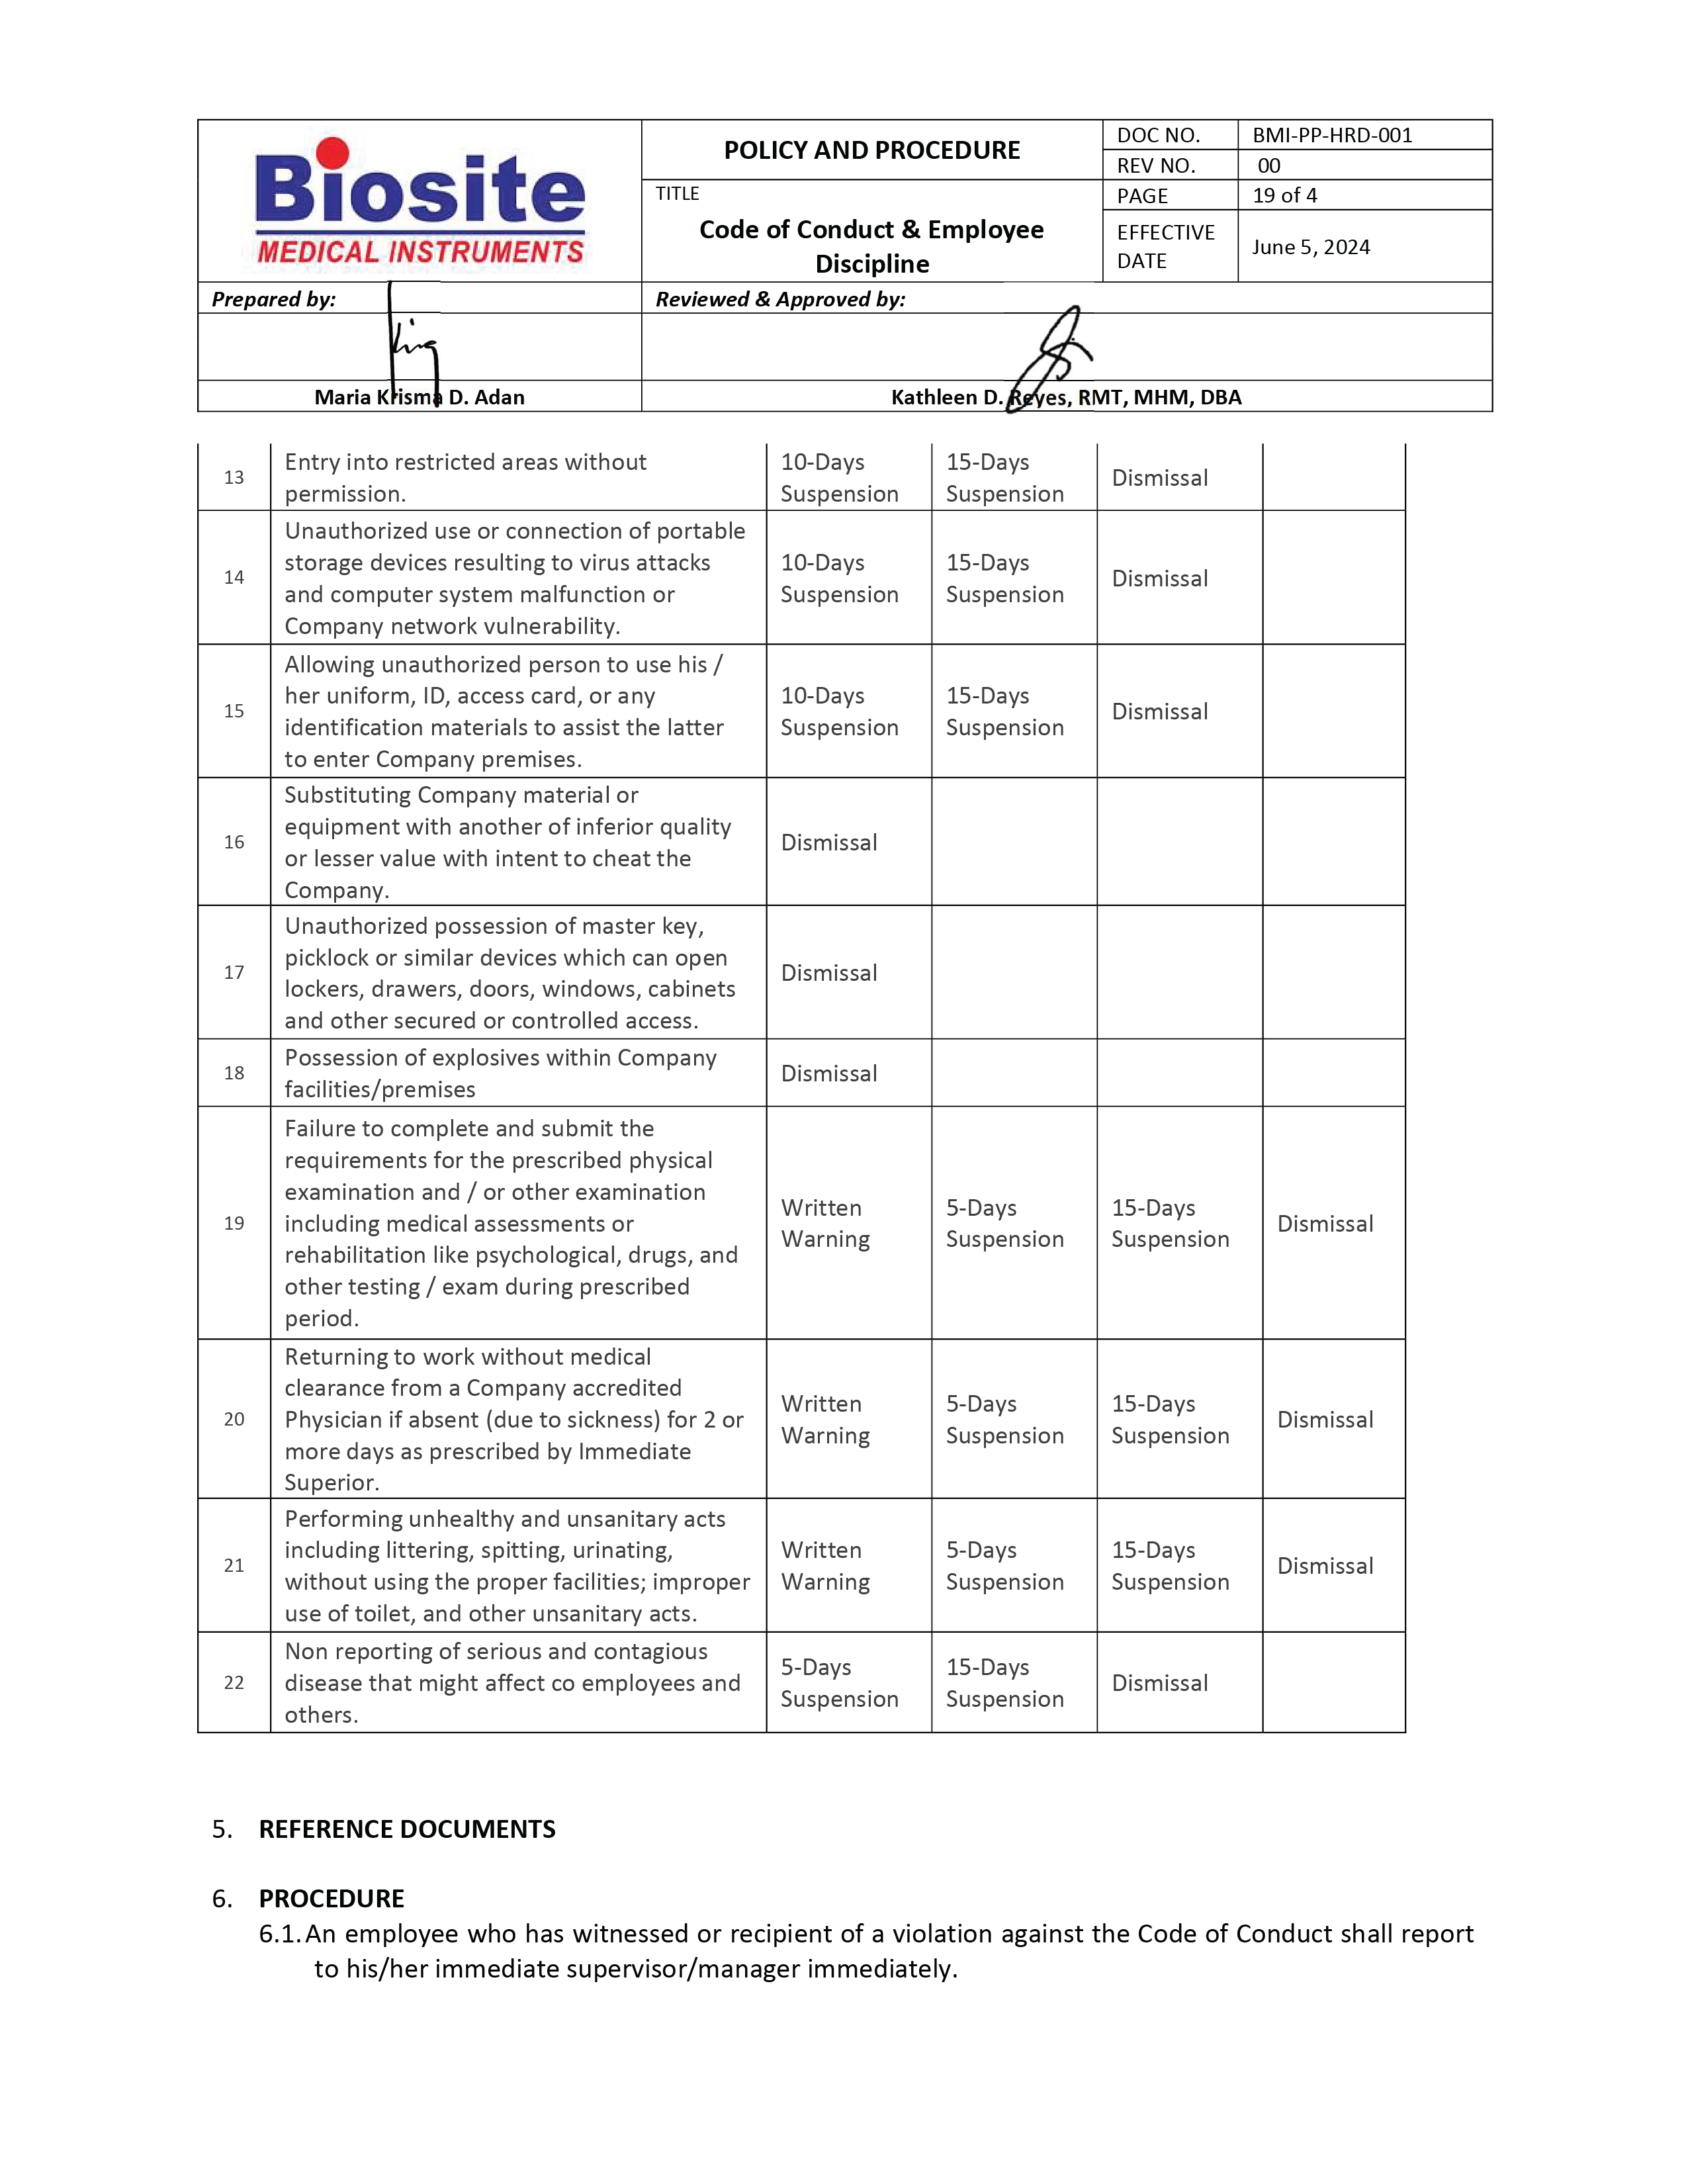 Biosite
MEDICAL INSTRUMENTS
POLICY AND PROCEDURE
DOC NO. BMI-PP-HRD-001
REV NO. 00
TITLE
Code of Conduct & Employee
Discipline
PAGE 19 of 4
EFFECTIVE
DATE
June 5, 2024
Prepared by:
Reviewed & Approved by:
Maria Krisma D. Adan
Kathleen D. Reyes, RMT, MHM, DBA
13
Entry into restricted areas without
permission.
10-Days
Suspension
15-Days
Suspension
Dismissal
14
Unauthorized use or connection of portable
storage devices resulting to virus attacks
and computer system malfunction or
Company network vulnerability.
10-Days
Suspension
15-Days
Suspension
Dismissal
15
Allowing unauthorized person to use his /
her uniform, ID, access card, or any
identification materials to assist the latter
to enter Company premises.
10-Days
Suspension
15-Days
Suspension
Dismissal
16
Substituting Company material or
equipment with another of inferior quality
or lesser value with intent to cheat the
Company.
Dismissal
17
Unauthorized possession of master key,
picklock or similar devices which can open
lockers, drawers, doors, windows, cabinets
and other secured or controlled access.
Dismissal
18
Possession of explosives within Company
facilities/premises
Dismissal
19
Failure to complete and submit the
requirements for the prescribed physical
examination and / or other examination
including medical assessments or
rehabilitation like psychological, drugs, and
other testing / exam during prescribed
period.
Written
Warning
5-Days
Suspension
15-Days
Suspension
Dismissal
20
Returning to work without medical
clearance from a Company accredited
Physician if absent (due to sickness) for 2 or
more days as prescribed by Immediate
Superior.
Written
Warning
5-Days
Suspension
15-Days
Suspension
Dismissal
21
Performing unhealthy and unsanitary acts
including littering, spitting, urinating,
without using the proper facilities; improper
use of toilet, and other unsanitary acts.
Written
Warning
5-Days
Suspension
15-Days
Suspension
Dismissal
22
Non reporting of serious and contagious
disease that might affect co employees and
others.
5-Days
Suspension
15-Days
Suspension
Dismissal
5. REFERENCE DOCUMENTS
6. PROCEDURE
6.1. An employee who has witnessed or recipient of a violation against the Code of Conduct shall report
to his/her immediate supervisor/manager immediately.